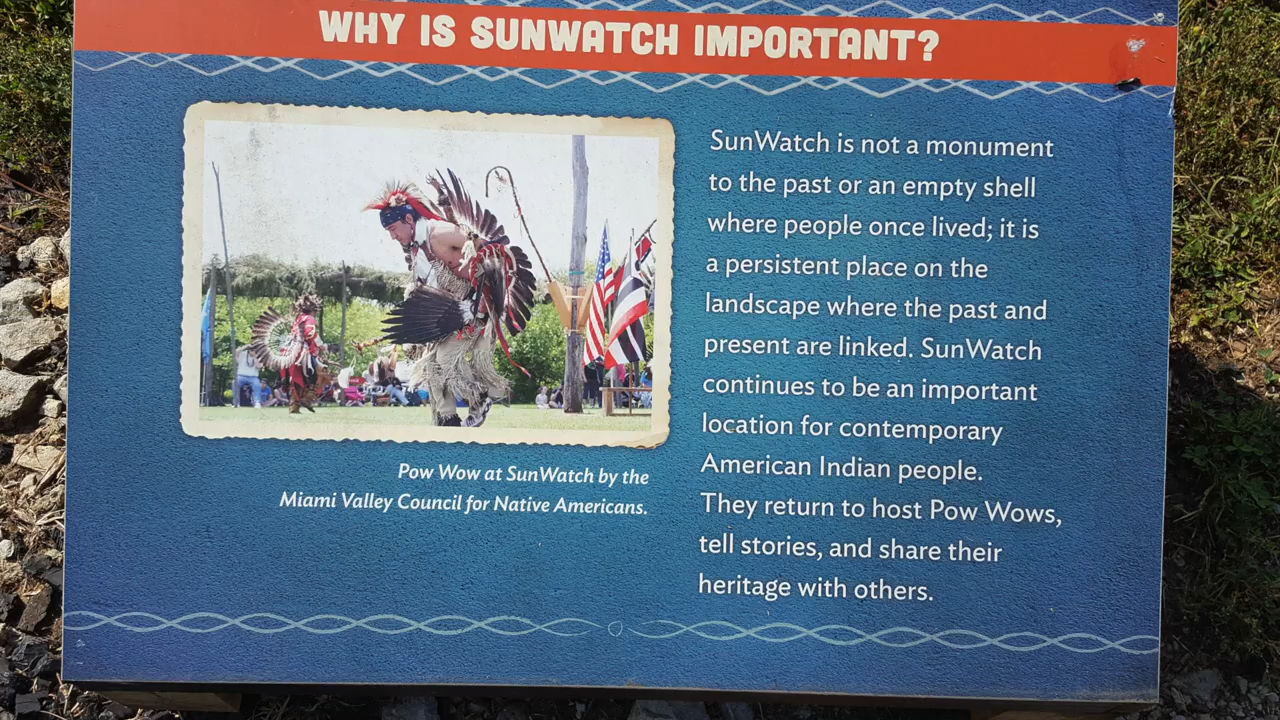 WHY IS SUNWATCH IMPORTANT?
SunWatch is not a monument
to the past or an empty shell
where people once lived; it is
a persistent place on the
landscape where the past and
present are linked. SunWatch
continues to be an important
location for contemporary
American Indian people.
They return to host Pow Wows,
tell stories, and share their
heritage with others.
Pow Wow at SunWatch by the
Miami Valley Council for Native Americans.